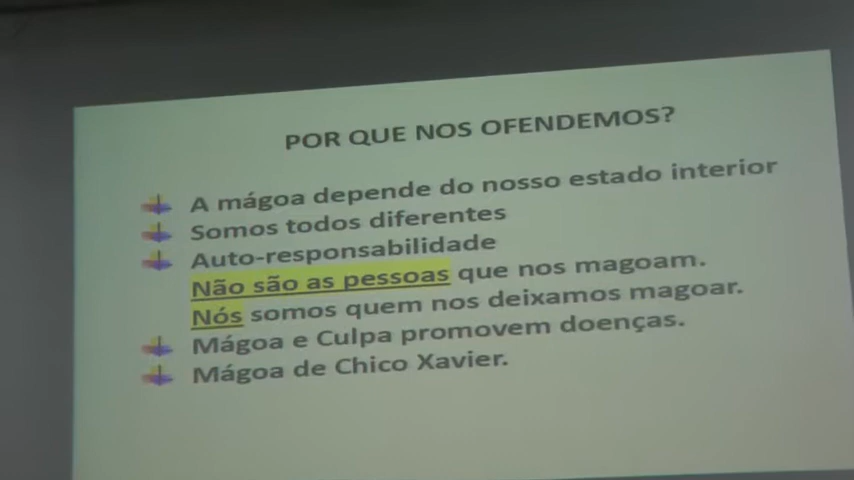 POR QUE NOS OFENDEMOS?
A mágoa depende do nosso estado interior
Somos todos diferentes
Auto-responsabilidade
Não são as pessoas que nos magoam.
Nós somos quem nos deixamos magoar.
Mágoa e Culpa promovem doenças.
Mágoa de Chico Xavier.